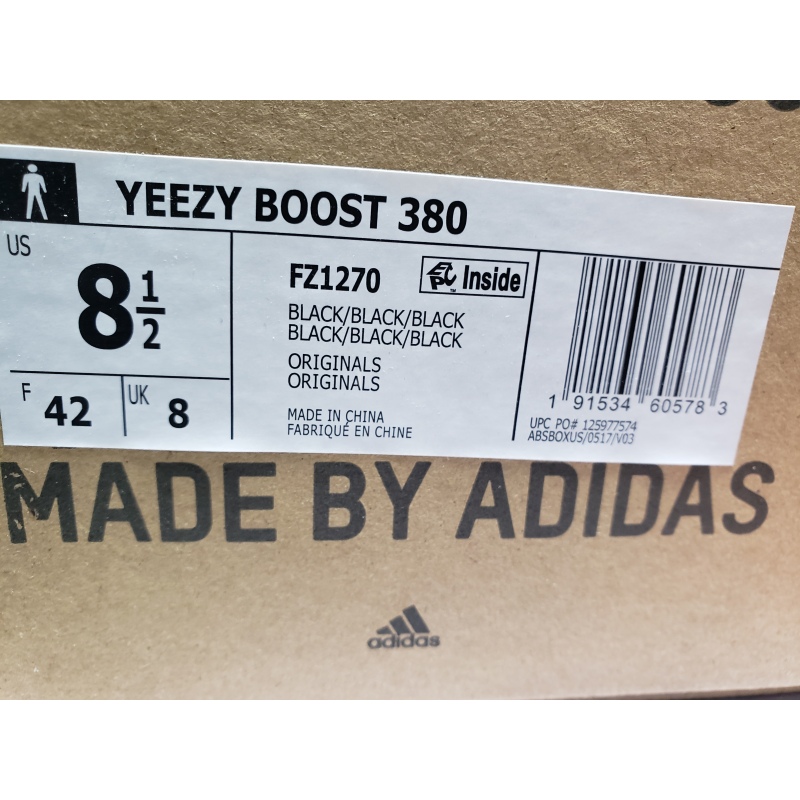 YEEZY BOOST 380
US
8 1/2
F 42
UK 8
FZ1270
EPC™ Inside
BLACK/BLACK/BLACK
BLACK/BLACK/BLACK
ORIGINALS
ORIGINALS
MADE IN CHINA
FABRIQUÉ EN CHINE
1 91534 60578 3
UPC PO# 125977574
ABSBOXUS/0517/V03
MADE BY ADIDAS
adidas